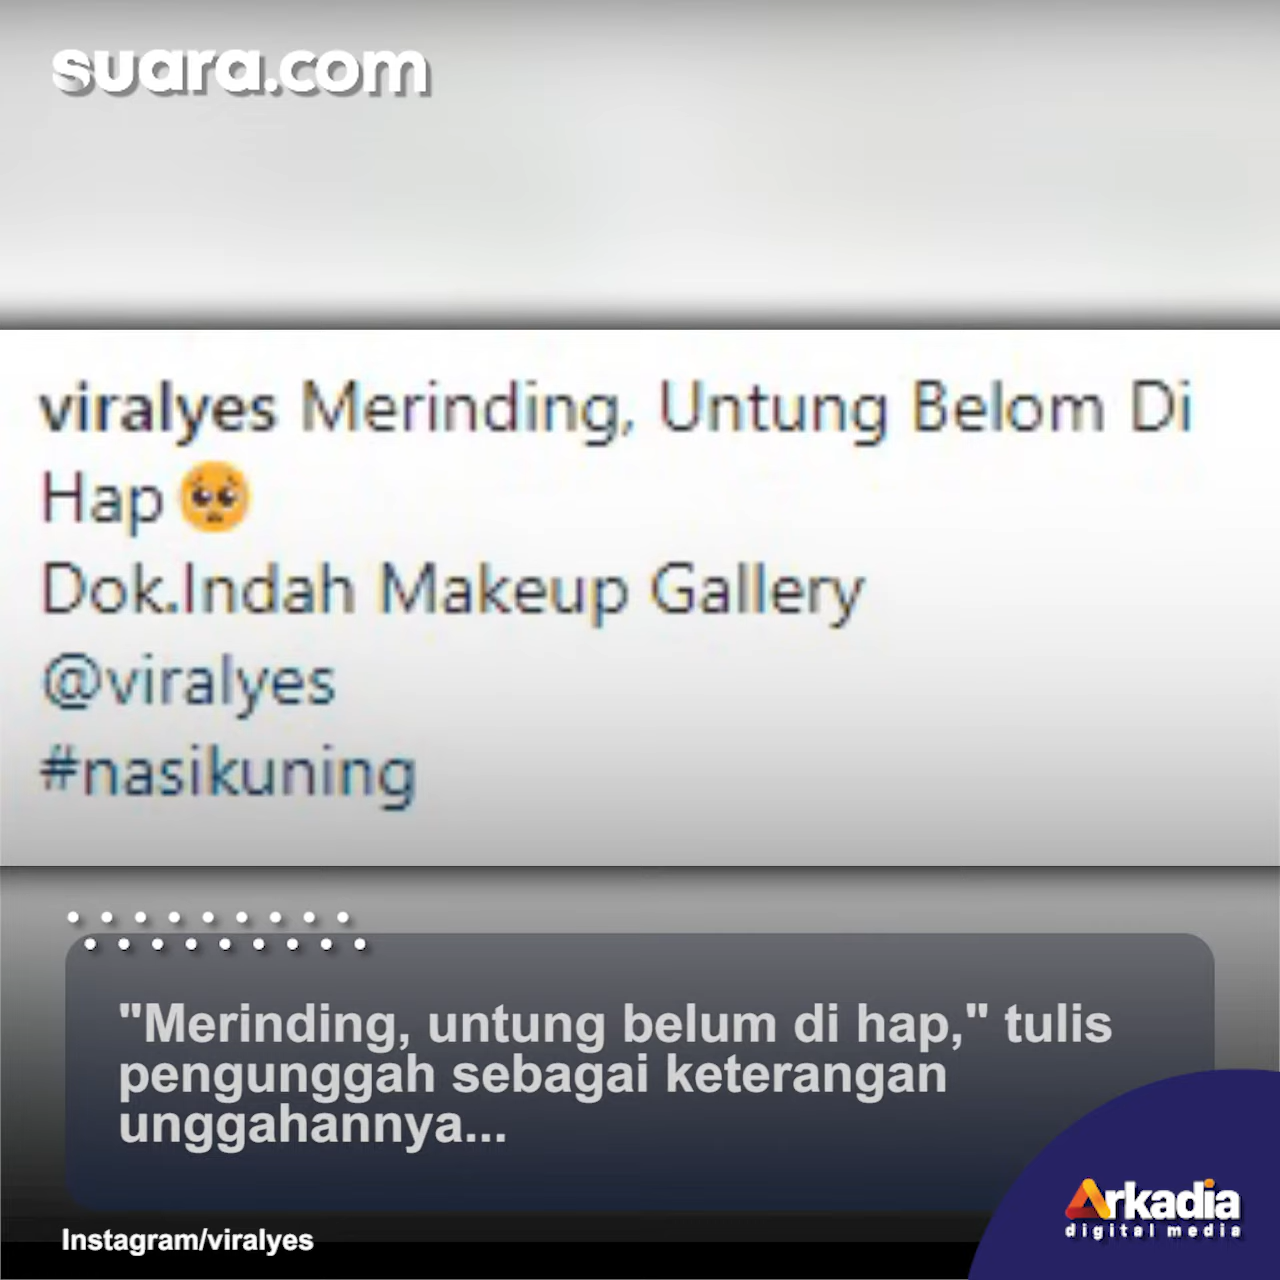 suara.com
viralyes Merinding, Untung Belom Di
Hap🥺
Dok.Indah Makeup Gallery
@viralyes
#nasikuning
"Merinding, untung belum di hap," tulis
pengunggah sebagai keterangan
unggahannya...
Instagram/viralyes
Arkadia
digital media